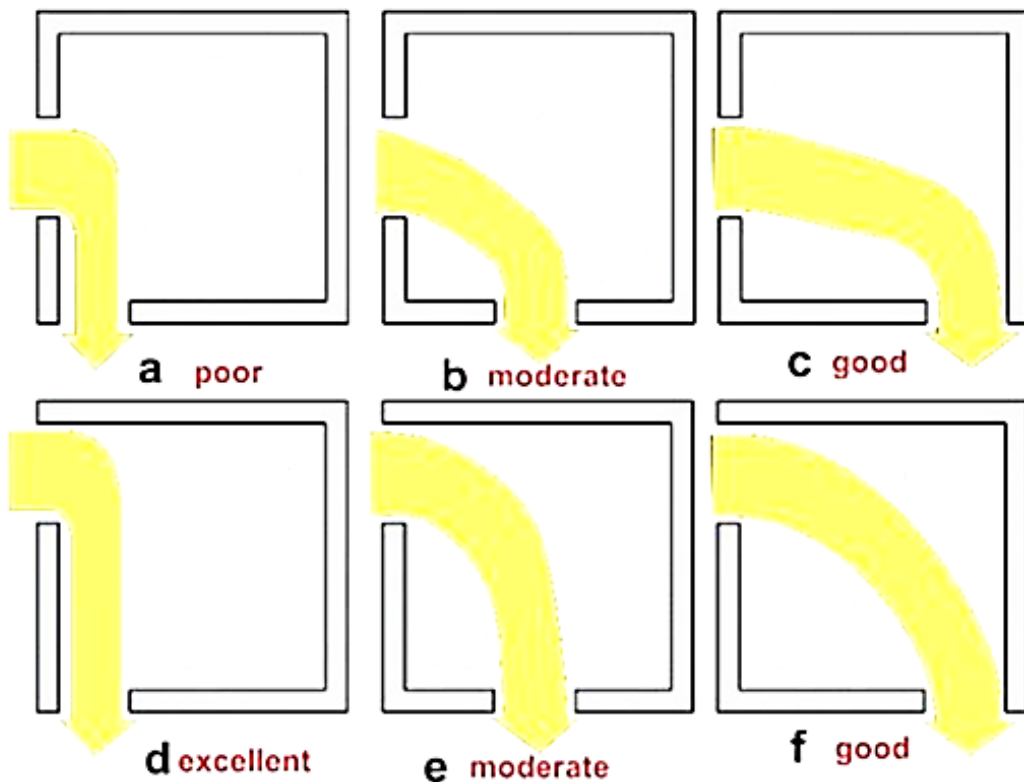 a poor
b moderate
c good
d excellent
e moderate
f good